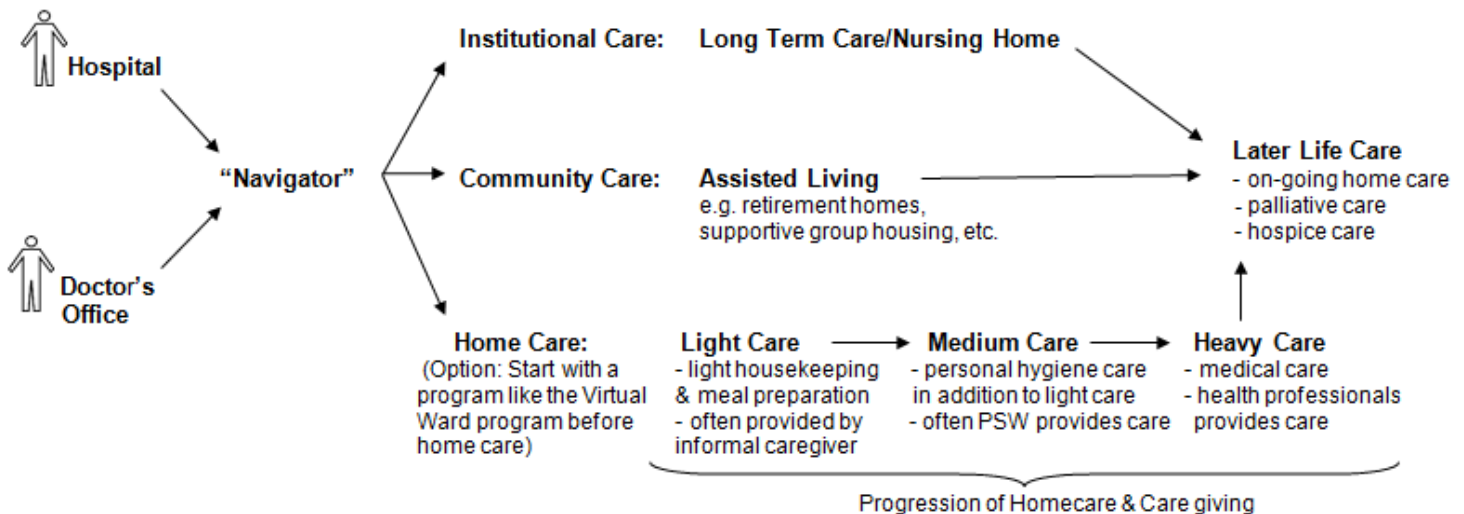 Hospital
Doctor's
Office
"Navigator"
Institutional Care: Long Term Care/Nursing Home
Community Care: Assisted Living
e.g. retirement homes,
supportive group housing, etc.
Later Life Care
- on-going home care
- palliative care
- hospice care
Home Care:
(Option: Start with a
program like the Virtual
Ward program before
home care)
Light Care
- light housekeeping
& meal preparation
- often provided by
informal caregiver
Medium Care
- personal hygiene care
in addition to light care
- often PSW provides care
Heavy Care
- medical care
- health professionals
provides care
Progression of Homecare & Care giving